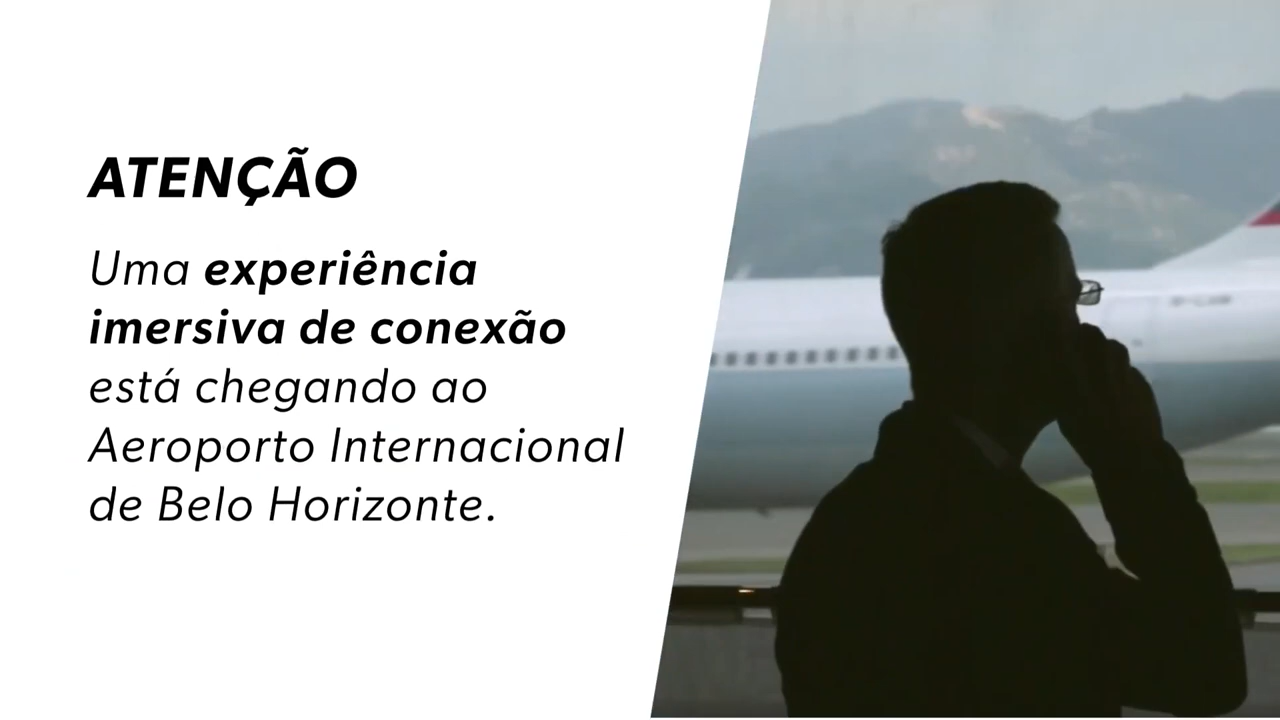 ATENÇÃO
Uma experiência
imersiva de conexão
está chegando ao
Aeroporto Internacional
de Belo Horizonte.